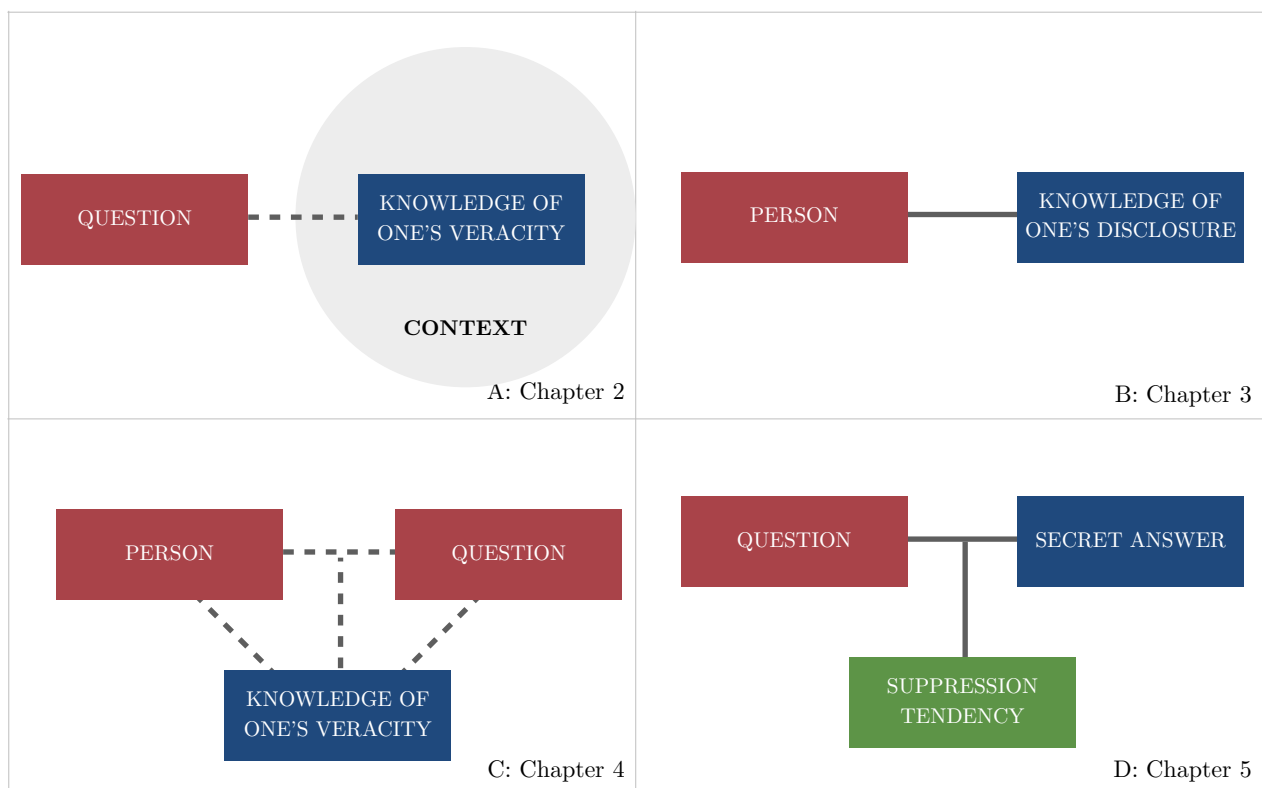 QUESTION
KNOWLEDGE OF
ONE'S VERACITY
CONTEXT
A: Chapter 2
PERSON
KNOWLEDGE OF
ONE'S DISCLOSURE
B: Chapter 3
PERSON
QUESTION
KNOWLEDGE OF
ONE'S VERACITY
C: Chapter 4
QUESTION
SECRET ANSWER
SUPPRESSION
TENDENCY
D: Chapter 5